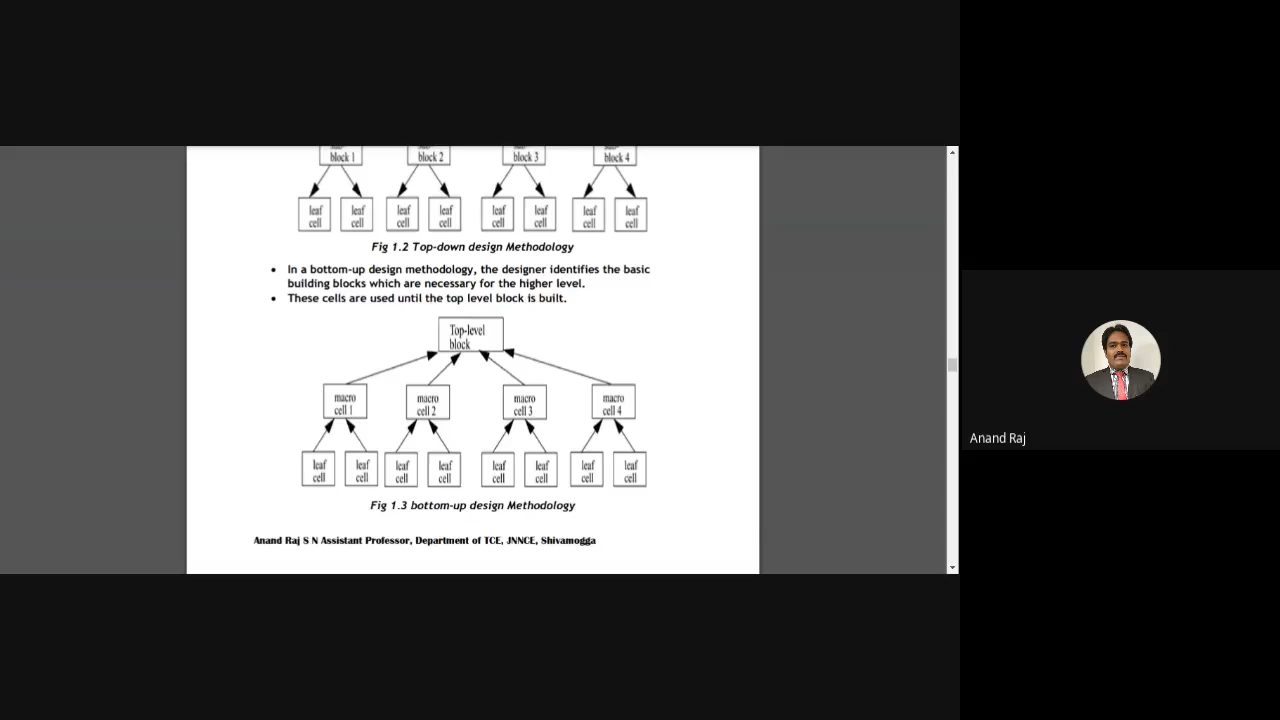 block 1 block 2 block 3 block 4
leaf leaf leaf leaf leaf leaf leaf leaf
cell cell cell cell cell cell cell cell
Fig 1.2 Top-down design Methodology
• In a bottom-up design methodology, the designer identifies the basic
building blocks which are necessary for the higher level.
• These cells are used until the top level block is built.
Top-level
block
macro macro macro macro
cell 1 cell 2 cell 3 cell 4
leaf leaf leaf leaf leaf leaf leaf leaf
cell cell cell cell cell cell cell cell
Fig 1.3 bottom-up design Methodology
Anand Raj S N Assistant Professor, Department of TCE, JNNCE, Shivamogga
Anand Raj